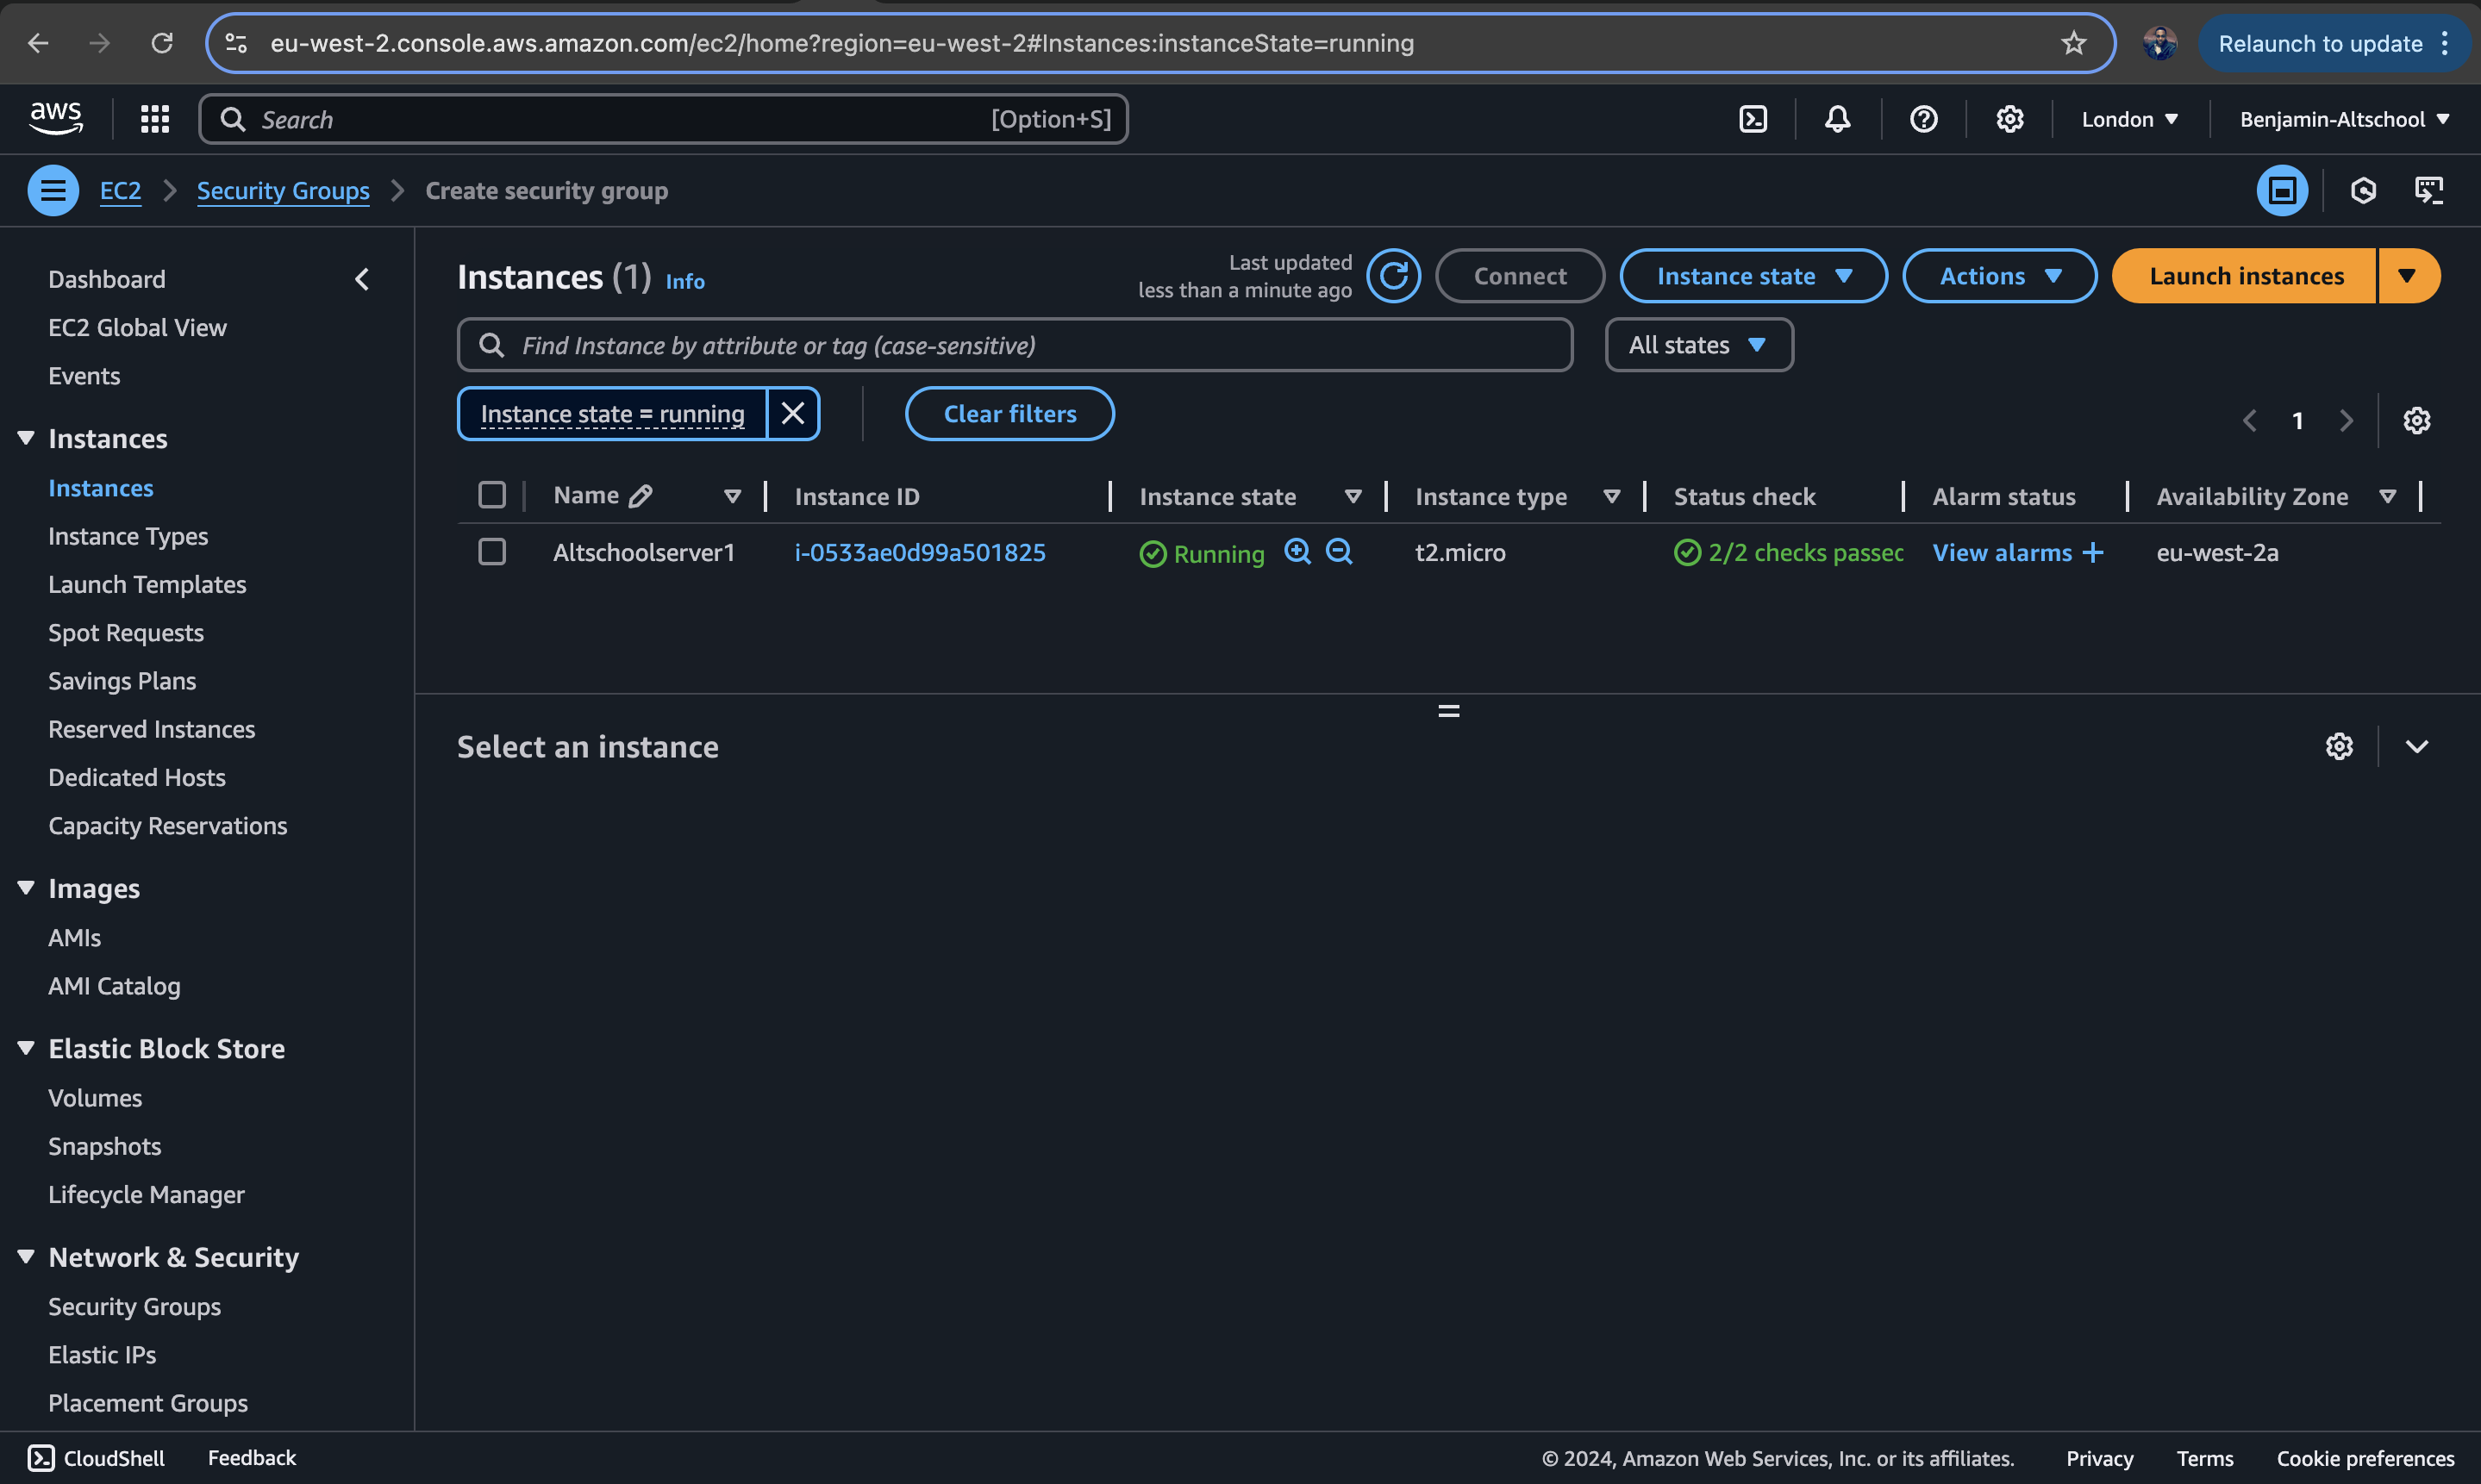 eu-west-2.console.aws.amazon.com/ec2/home?region=eu-west-2#Instances:instanceState=running
Relaunch to update
aws
Search
[Option+S]
London
Benjamin-Altschool
EC2
Security Groups
Create security group
Dashboard
EC2 Global View
Events
Instances
Instances
Instance Types
Launch Templates
Spot Requests
Savings Plans
Reserved Instances
Dedicated Hosts
Capacity Reservations
Images
AMIs
AMI Catalog
Elastic Block Store
Volumes
Snapshots
Lifecycle Manager
Network & Security
Security Groups
Elastic IPs
Placement Groups
Instances (1) Info
Last updated
less than a minute ago
Connect
Instance state
Actions
Launch instances
Find Instance by attribute or tag (case-sensitive)
All states
Instance state = running
Clear filters
1
Name
Instance ID
Instance state
Instance type
Status check
Alarm status
Availability Zone
Altschoolserver1
i-0533ae0d99a501825
Running
t2.micro
2/2 checks passec
View alarms
eu-west-2a
Select an instance
CloudShell
Feedback
© 2024, Amazon Web Services, Inc. or its affiliates.
Privacy
Terms
Cookie preferences